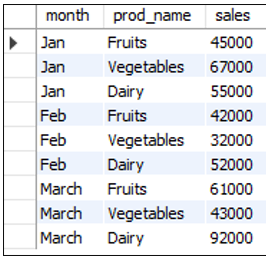 month prod_name sales
Jan Fruits 45000
Jan Vegetables 67000
Jan Dairy 55000
Feb Fruits 42000
Feb Vegetables 32000
Feb Dairy 52000
March Fruits 61000
March Vegetables 43000
March Dairy 92000